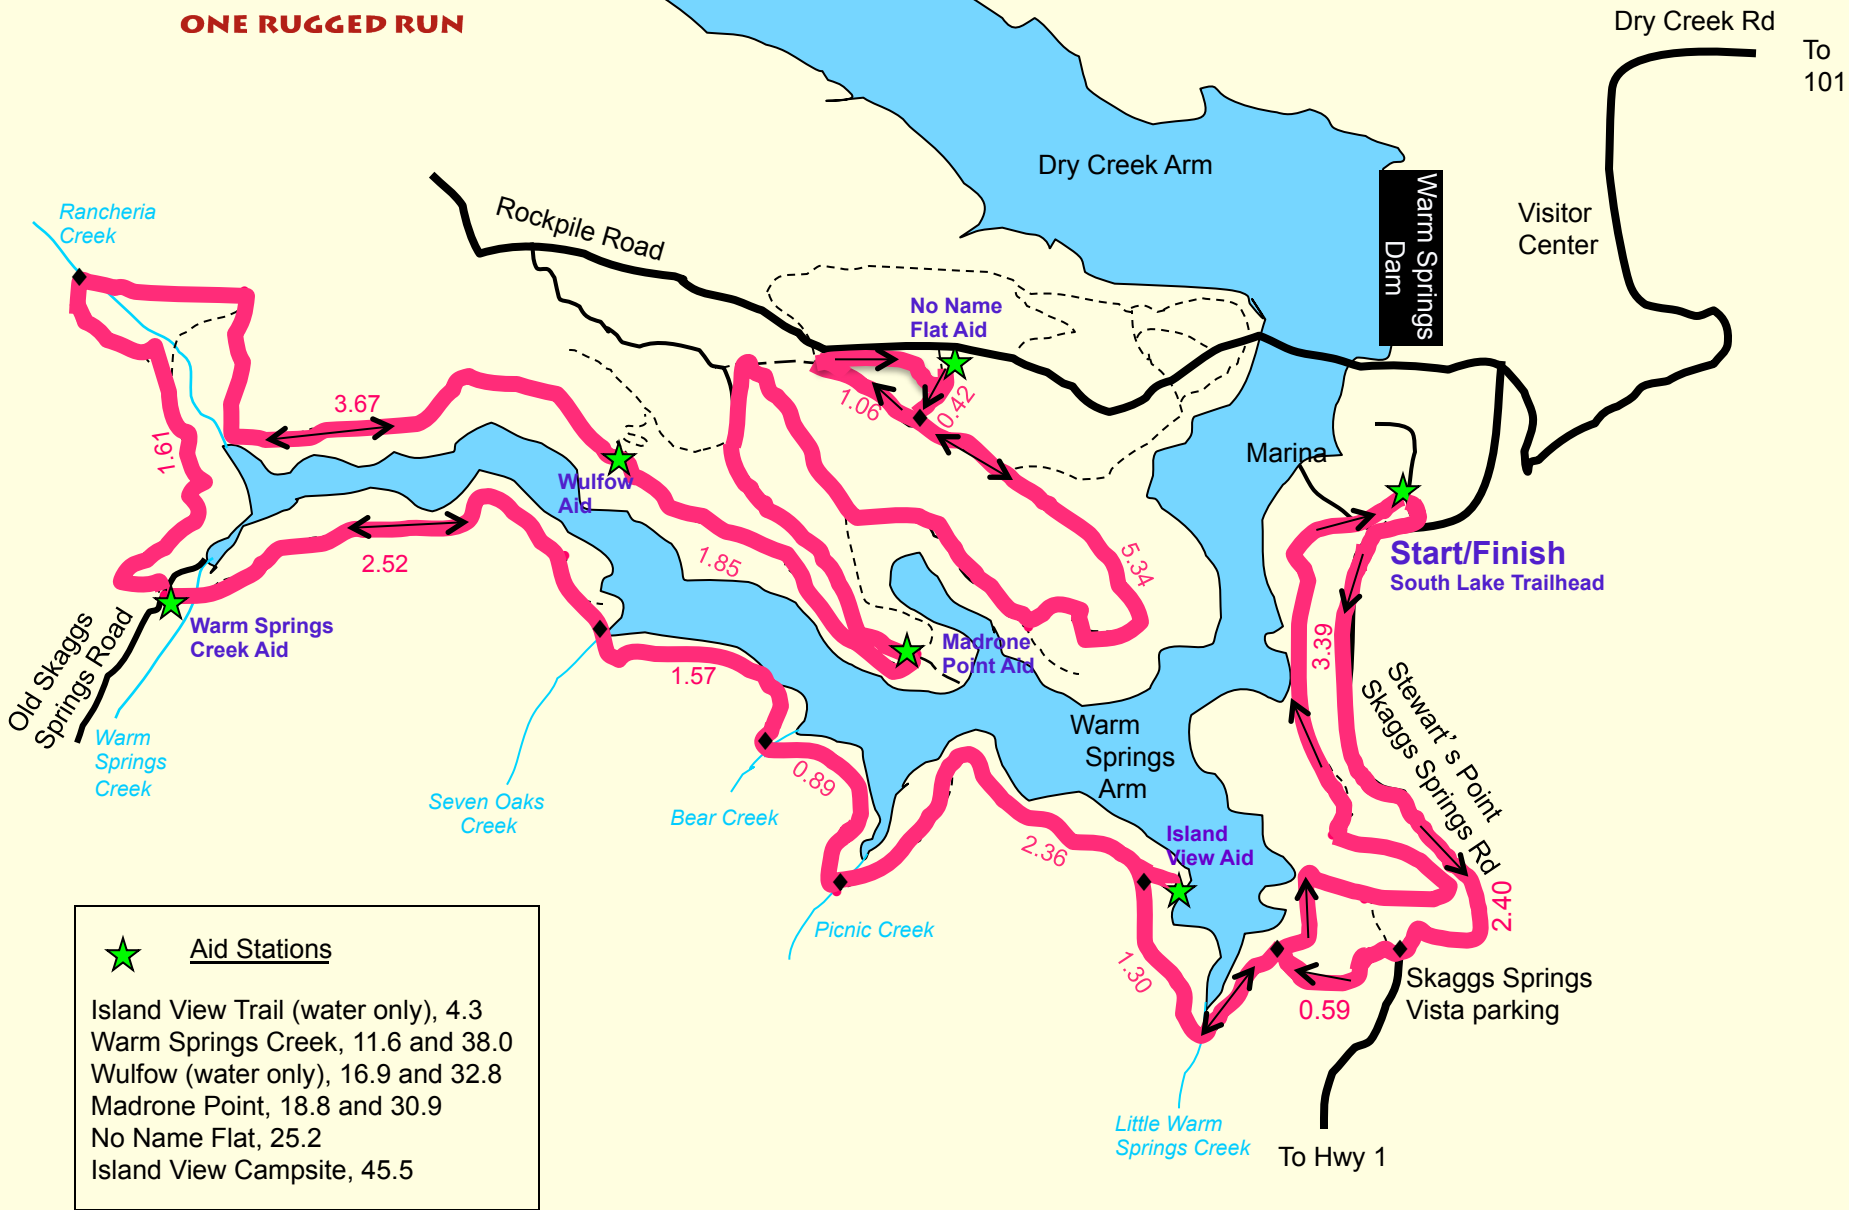 ONE RUGGED RUN
Dry Creek Rd
To
101
Dry Creek Arm
Warm Springs
Dam
Visitor
Center
Rancheria
Creek
Rockpile Road
No Name
Flat Aid
3.67
1.06
0.42
1.61
Marina
Wulfow
Aid
2.52
1.85
5.34
Start/Finish
South Lake Trailhead
Old Skaggs
Springs Road
Warm Springs
Creek Aid
Madrone
Point Aid
1.57
3.39
Stewart's Point
Skaggs Springs Rd
Warm
Springs
Creek
Warm
Springs
Arm
0.89
Seven Oaks
Creek
Bear Creek
2.36
Island
View Aid
2.40
Picnic Creek
1.30
0.59
Skaggs Springs
Vista parking
Aid Stations
Island View Trail (water only), 4.3
Warm Springs Creek, 11.6 and 38.0
Wulfow (water only), 16.9 and 32.8
Madrone Point, 18.8 and 30.9
No Name Flat, 25.2
Island View Campsite, 45.5
Little Warm
Springs Creek
To Hwy 1